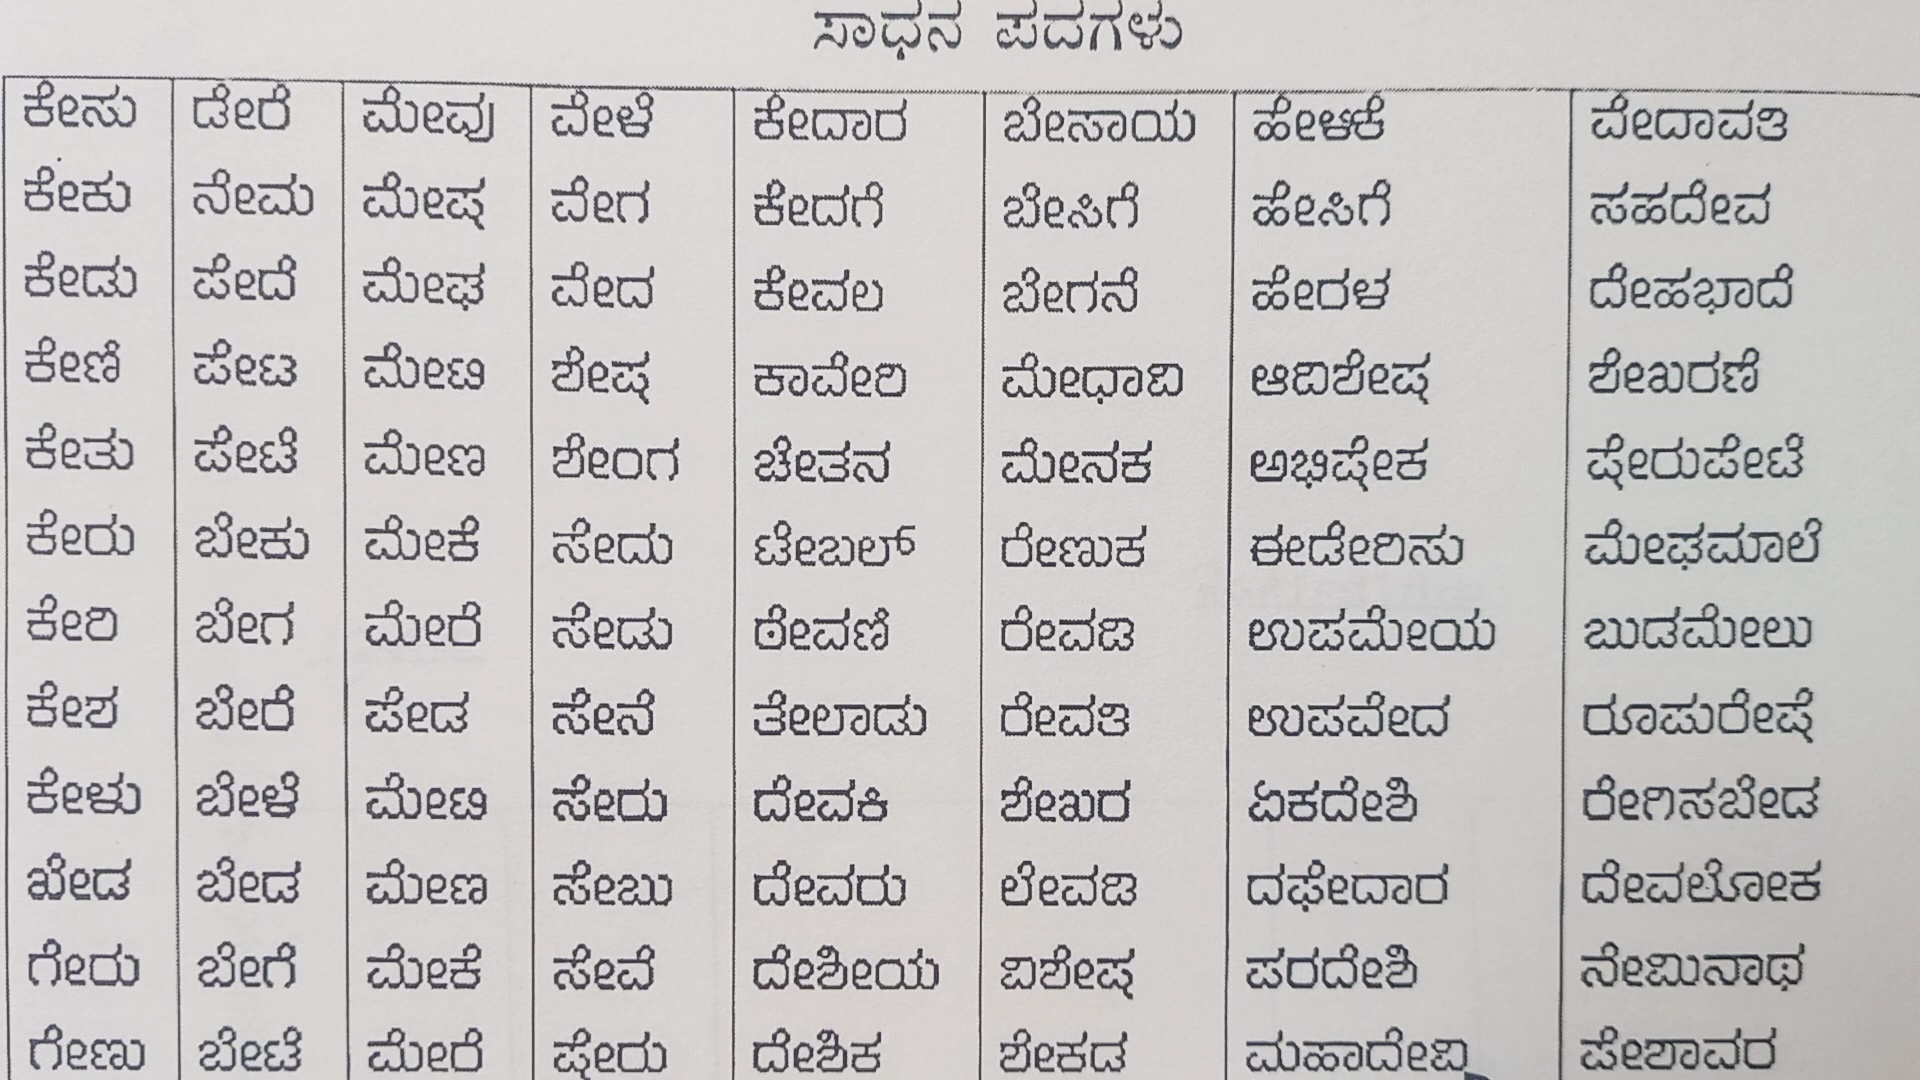 ಸಾಧನ ಪದಗಳು
ಕೇಸು ಡೇರೆ ಮೇವು ವೇಳೆ ಕೇದಾರ ಬೇಸಾಯ ಹೇಳಿಕೆ ವೇದಾವತಿ
ಕೇಕು ನೇಮ ಮೇಷ ವೇಗ ಕೇದಗೆ ಬೇಸಿಗೆ ಹೇಸಿಗೆ ಸಹದೇವ
ಕೇಡು ಪೇದೆ ಮೇಘ ವೇದ ಕೇವಲ ಬೇಗನೆ ಹೇರಳ ದೇಹಭಾದೆ
ಕೇಣಿ ಪೇಟ ಮೇಟಿ ಶೇಷ ಕಾವೇರಿ ಮೇಧಾವಿ ಆದಿಶೇಷ ಶೇಖರಣೆ
ಕೇತು ಪೇಟೆ ಮೇಣ ಶೇಂಗ ಚೇತನ ಮೇನಕ ಅಭಿಷೇಕ ಷೇರುಪೇಟೆ
ಕೇರು ಬೇಕು ಮೇಕೆ ಸೇದು ಟೇಬಲ್ ರೇಣುಕ ಈಡೇರಿಸು ಮೇಘಮಾಲೆ
ಕೇರಿ ಬೇಗ ಮೇರೆ ಸೇಡು ಠೇವಣಿ ರೇವಡಿ ಉಪಮೇಯ ಬುಡಮೇಲು
ಕೇಶ ಬೇರೆ ಪೇಡ ಸೇನೆ ತೇಲಾಡು ರೇವತಿ ಉಪವೇದ ರೂಪುರೇಷೆ
ಕೇಳು ಬೇಳೆ ಮೇಟಿ ಸೇರು ದೇವಕಿ ಶೇಖರ ಏಕದೇಶಿ ರೇಗಿಸಬೇಡ
ಖೇಡ ಬೇಡ ಮೇಣ ಸೇಬು ದೇವರು ಲೇವಡಿ ದಫೇದಾರ ದೇವಲೋಕ
ಗೇರು ಬೇಗೆ ಮೇಕೆ ಸೇವೆ ದೇಶೀಯ ವಿಶೇಷ ಪರದೇಶಿ ನೇಮಿನಾಥ
ಗೇಣು ಬೇಟೆ ಮೇರೆ ಷೇರು ದೇಶಿಕ ಶೇಕಡ ಮಹಾದೇವಿ ಪೇಶಾವರ